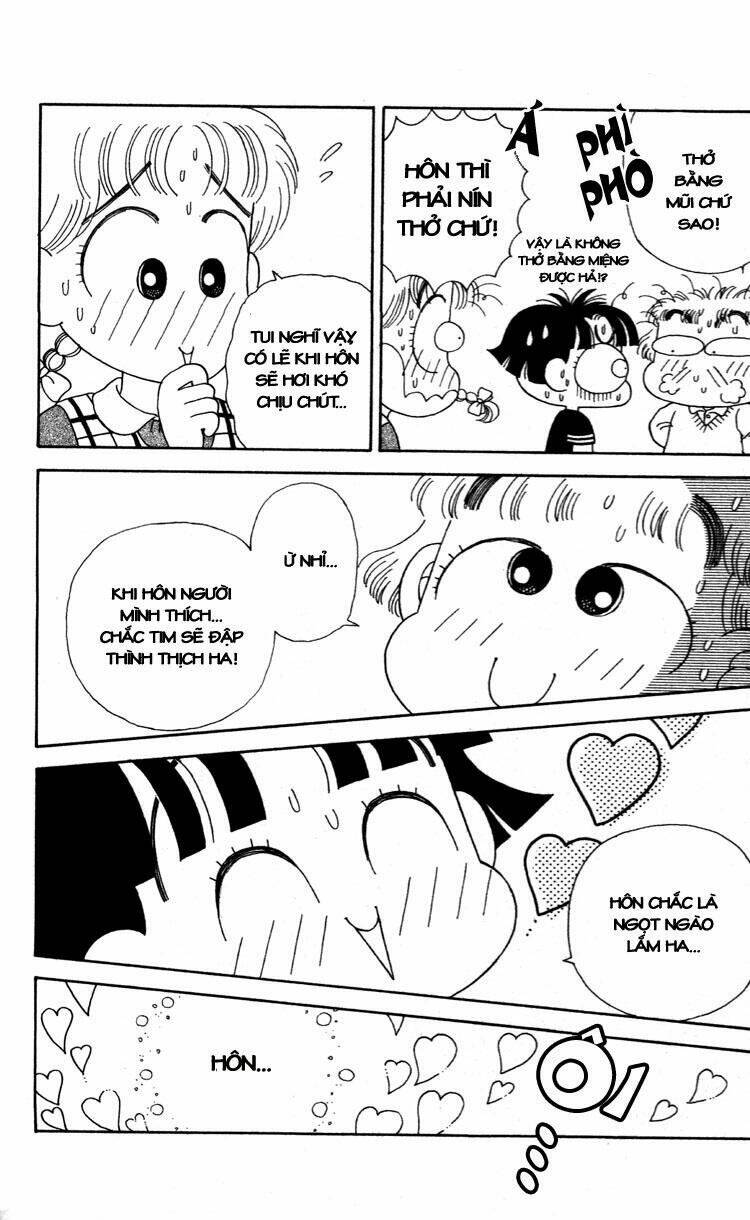 THỞ
BẰNG
MŨI CHỨ
SAO!
PHÌ
PHÒ
Á
VẬY LÀ KHÔNG
THỞ BẰNG MIỆNG
ĐƯỢC HẢ!?
HÔN THÌ
PHẢI NÍN
THỞ CHỨ!
TUI NGHĨ VẬY,
CÓ LẼ KHI HÔN
SẼ HƠI KHÓ
CHỊU CHÚT...
Ừ NHỈ...
KHI HÔN NGƯỜI
MÌNH THÍCH...
CHẮC TIM SẼ ĐẬP
THÌNH THỊCH HA!
HÔN CHẮC LÀ
NGỌT NGÀO
LẮM HA...
HÔN...
ÔI
000